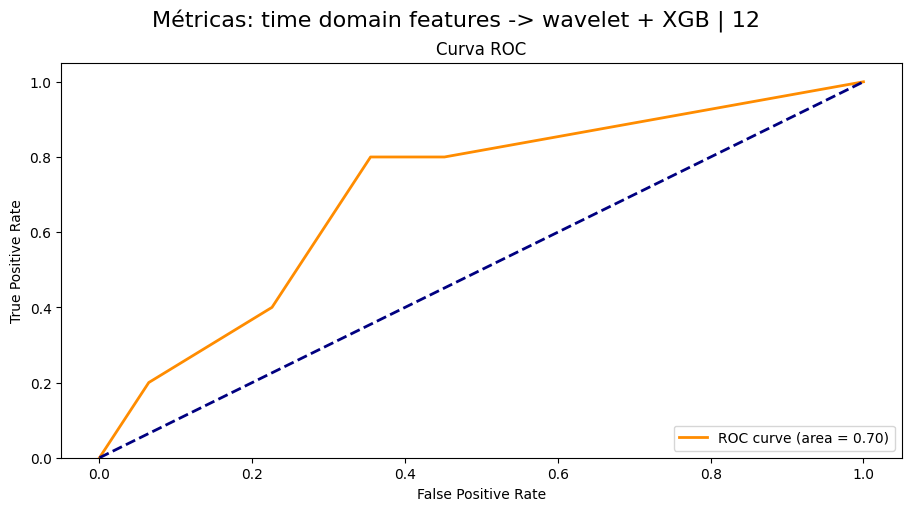 Métricas: time domain features -> wavelet + XGB | 12
Curva ROC
1.0
0.8
0.6
0.4
0.2
0.0
True Positive Rate
0.0
0.2
0.4
0.6
0.8
1.0
False Positive Rate
ROC curve (area = 0.70)